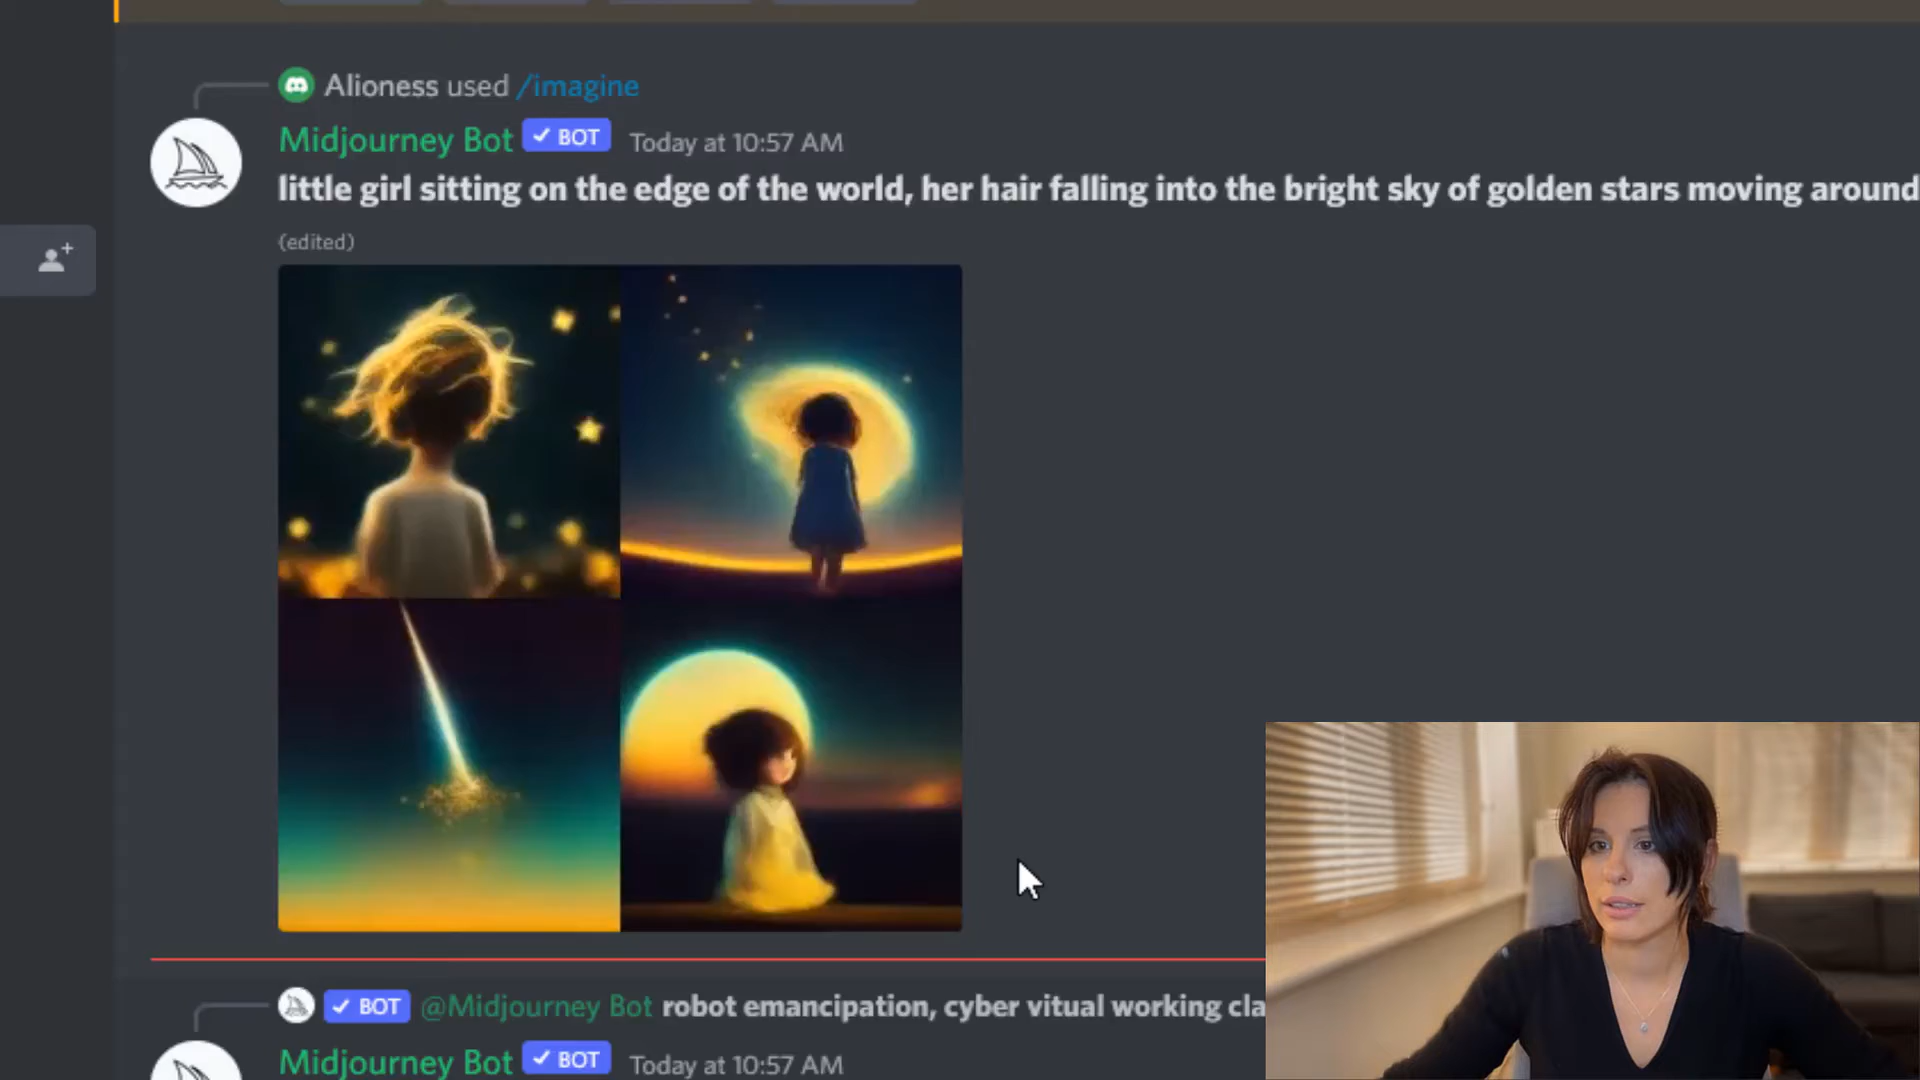 Alioness used /imagine
Midjourney Bot ✓ BOT Today at 10:57 AM
little girl sitting on the edge of the world, her hair falling into the bright sky of golden stars moving around
(edited)
✓ BOT @Midjourney Bot robot emancipation, cyber vitual working cla
Midjourney Bot ✓ BOT Today at 10:57 AM